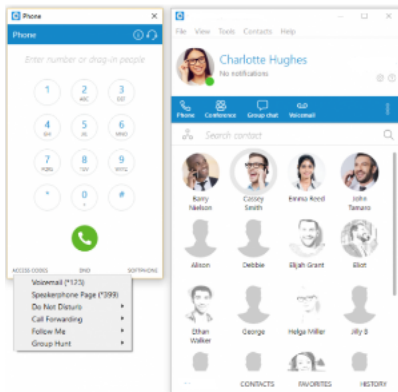 Phone
Phone
Enter number or drag-in people
1
2
ABC
3
DEF
4
GHI
5
JKL
6
MNO
7
PQRS
8
TUV
9
WXYZ
*
0
+
#
ACCESS CODES DND SOFTPHONE
Voicemail (*123)
Speakerphone Page (*399)
Do Not Disturb
Call Forwarding
Follow Me
Group Hunt
File View Tools Contacts Help
Charlotte Hughes
No notifications
Phone Conference Group chat Voicemail
Search contact
Barry Nielson
Cassey Smith
Emma Reed
John Tamano
Alison
Debbie
Elijah Grant
Eliot
Ethan Walker
George
Helga Miller
Jilly B
CONTACTS FAVORITES HISTORY